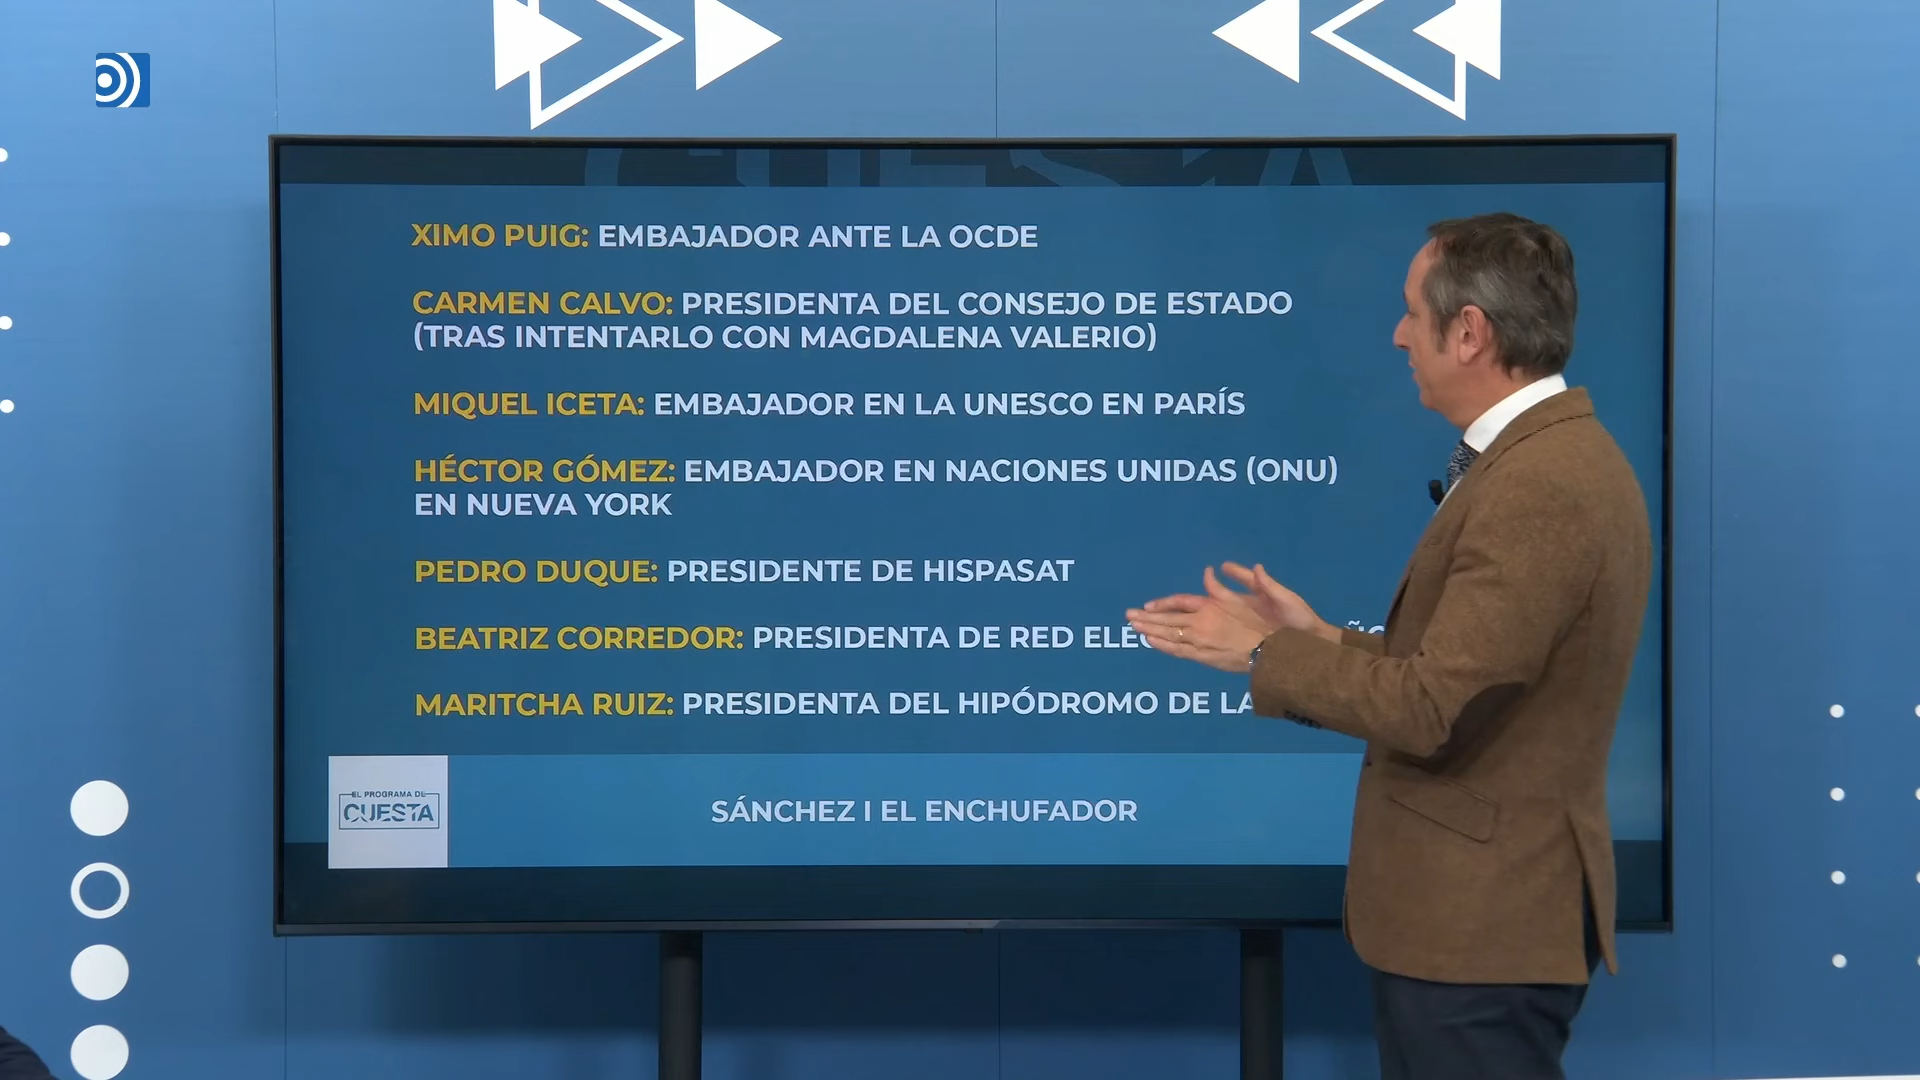 CUESTA
XIMO PUIG: EMBAJADOR ANTE LA OCDE
CARMEN CALVO: PRESIDENTA DEL CONSEJO DE ESTADO
(TRAS INTENTARLO CON MAGDALENA VALERIO)
MIQUEL ICETA: EMBAJADOR EN LA UNESCO EN PARÍS
HÉCTOR GÓMEZ: EMBAJADOR EN NACIONES UNIDAS (ONU)
EN NUEVA YORK
PEDRO DUQUE: PRESIDENTE DE HISPASAT
BEATRIZ CORREDOR: PRESIDENTA DE RED
MARITCHA RUIZ: PRESIDENTA DEL HIPÓDROMO DE LA
EL PROGRAMA DE
CUESTA
SÁNCHEZ I EL ENCHUFADOR